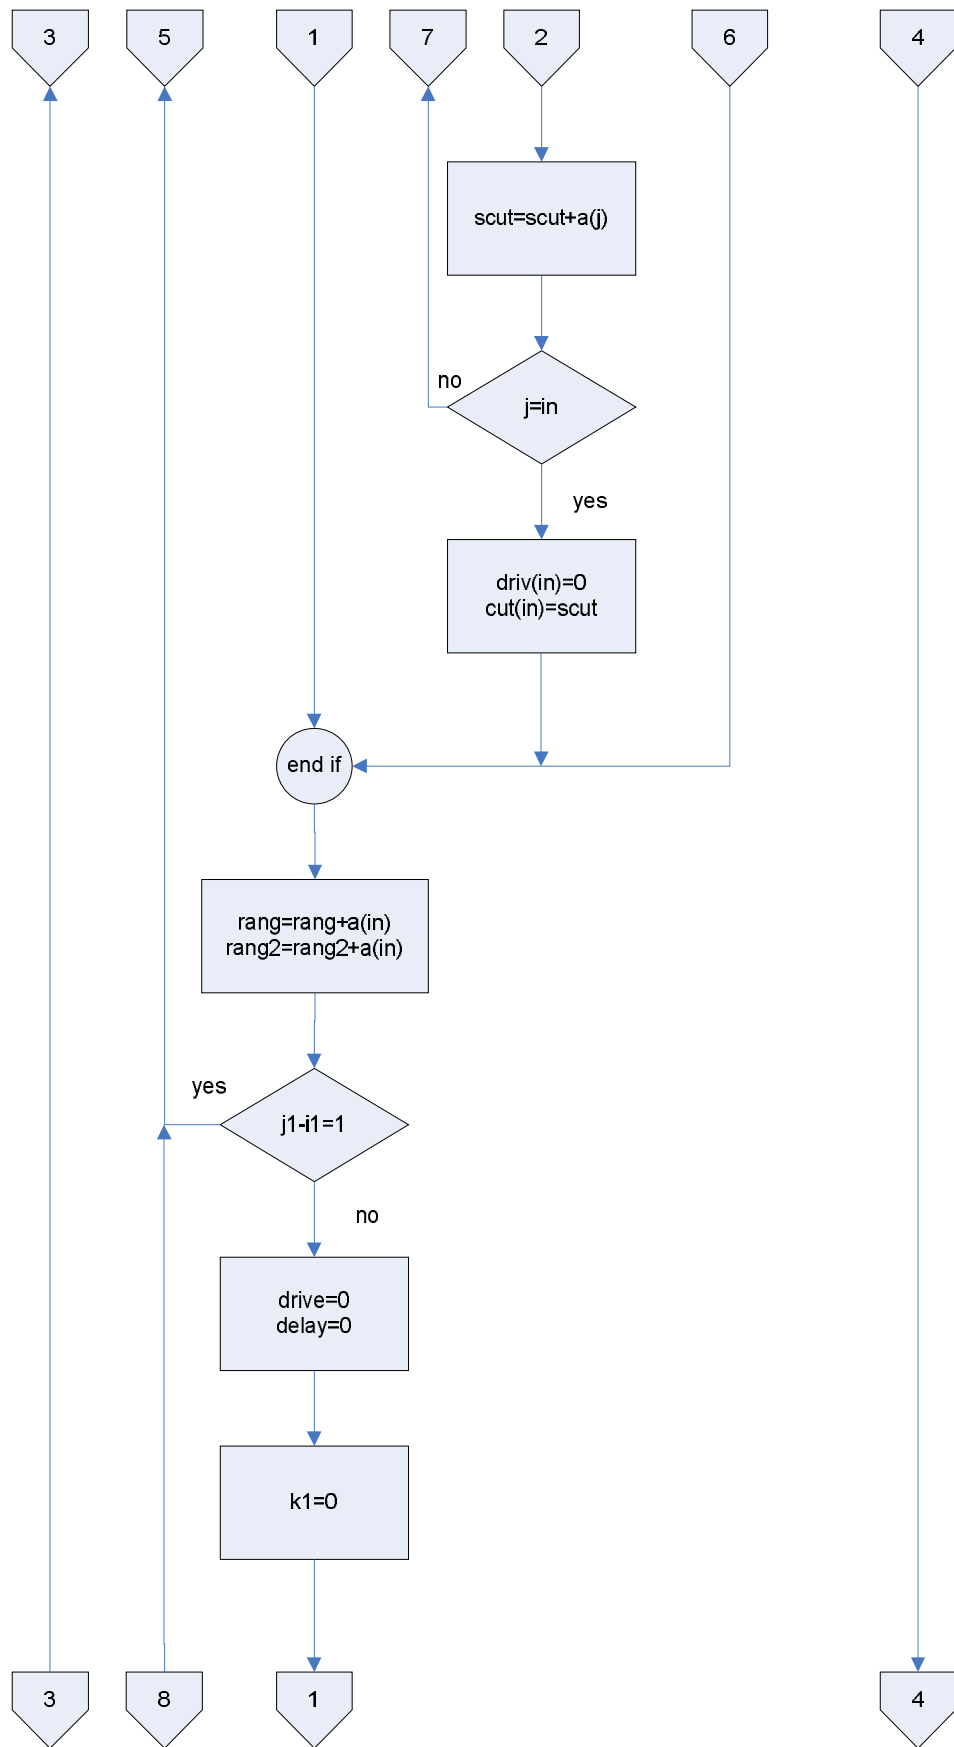 3
5
1
7
2
6
4
scut=scut+a(j)
no
j=in
yes
driv(in)=0
cut(in)=scut
end if
rang=rang+a(in)
rang2=rang2+a(in)
yes
j1-i1=1
no
drive=0
delay=0
k1=0
3
8
1
4